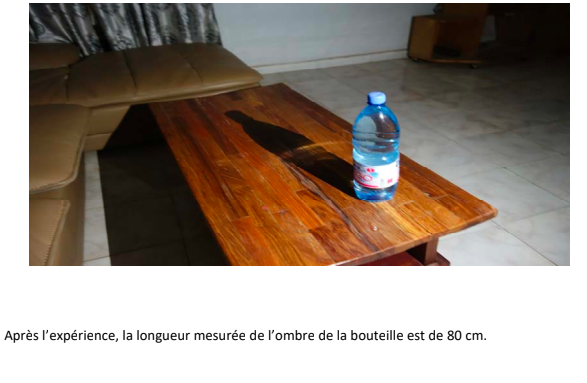 Après l’expérience, la longueur mesurée de l’ombre de la bouteille est de 80 cm.